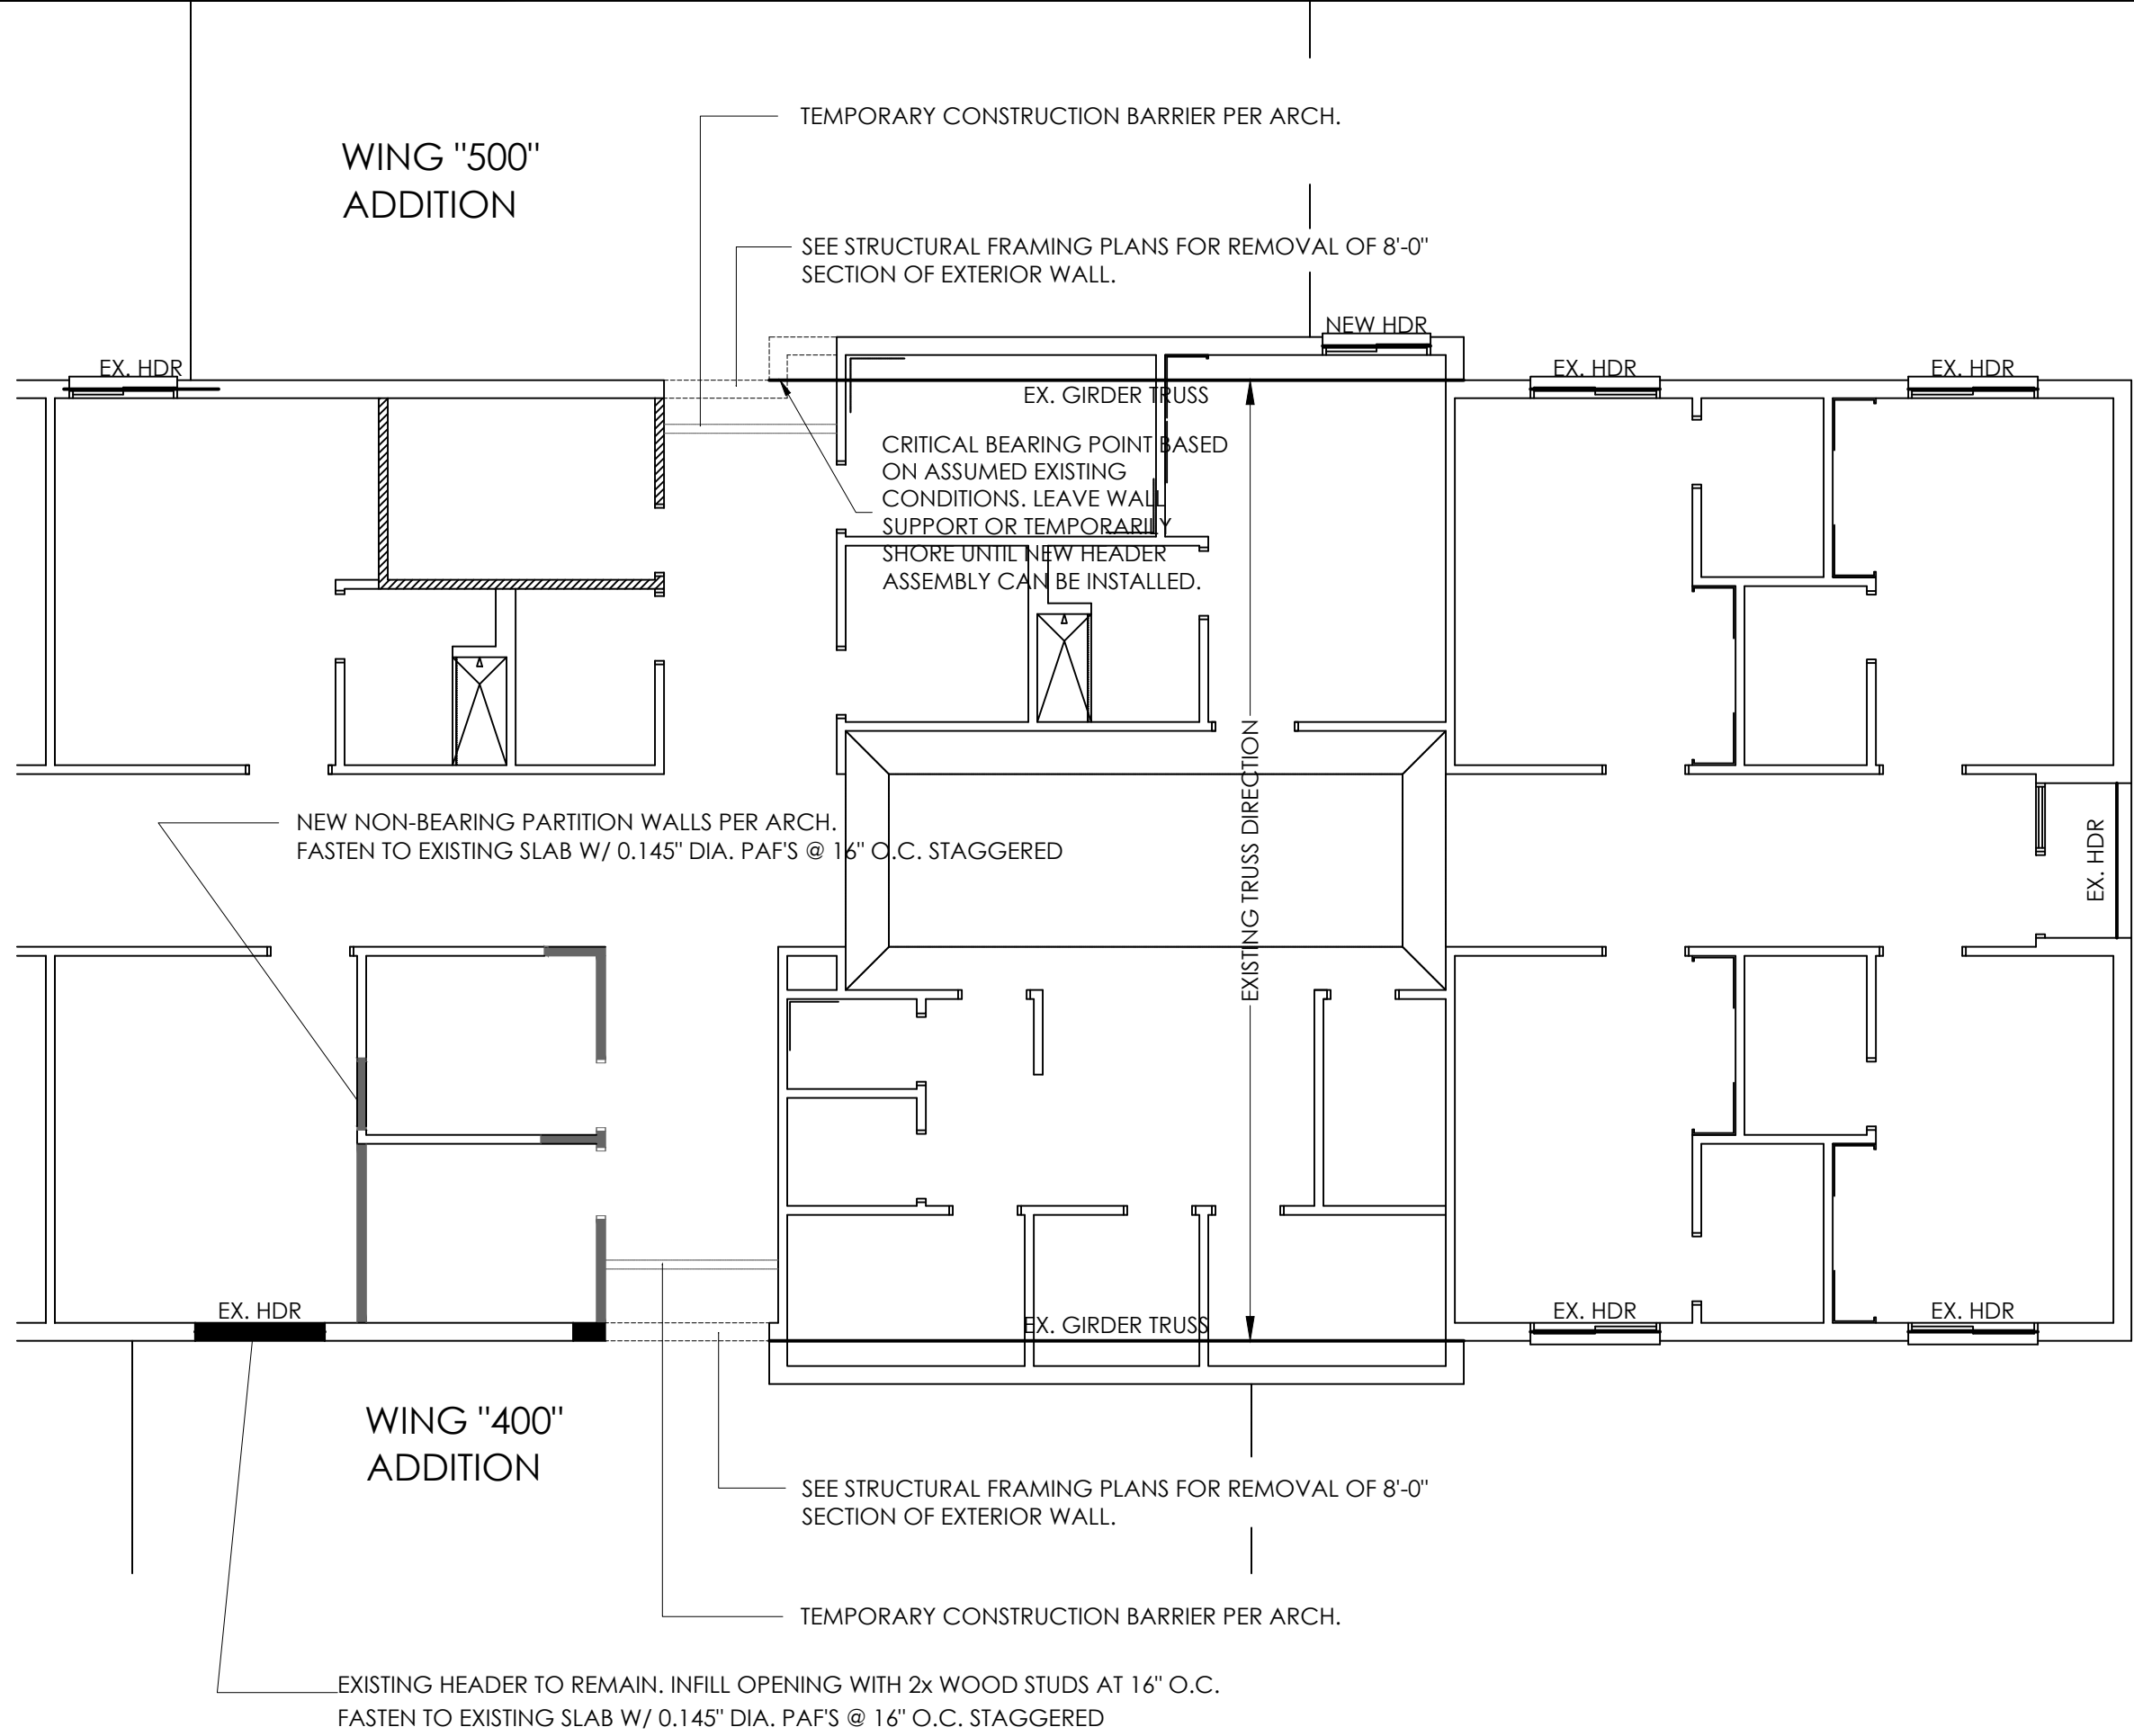 TEMPORARY CONSTRUCTION BARRIER PER ARCH.
WING "500"
ADDITION
SEE STRUCTURAL FRAMING PLANS FOR REMOVAL OF 8'-0"
SECTION OF EXTERIOR WALL.
NEW HDR
EX. HDR
EX. HDR
EX. HDR
EX. GIRDER TRUSS
CRITICAL BEARING POINT BASED
ON ASSUMED EXISTING
CONDITIONS. LEAVE WALL
SUPPORT OR TEMPORARILY
SHORE UNTIL NEW HEADER
ASSEMBLY CAN BE INSTALLED.
EXISTING TRUSS DIRECTION
NEW NON-BEARING PARTITION WALLS PER ARCH.
FASTEN TO EXISTING SLAB W/ 0.145" DIA. PAF'S @ 16" O.C. STAGGERED
EX. HDR
EX. HDR
EX. HDR
EX. HDR
EX. GIRDER TRUSS
WING "400"
ADDITION
SEE STRUCTURAL FRAMING PLANS FOR REMOVAL OF 8'-0"
SECTION OF EXTERIOR WALL.
TEMPORARY CONSTRUCTION BARRIER PER ARCH.
EXISTING HEADER TO REMAIN. INFILL OPENING WITH 2x WOOD STUDS AT 16" O.C.
FASTEN TO EXISTING SLAB W/ 0.145" DIA. PAF'S @ 16" O.C. STAGGERED